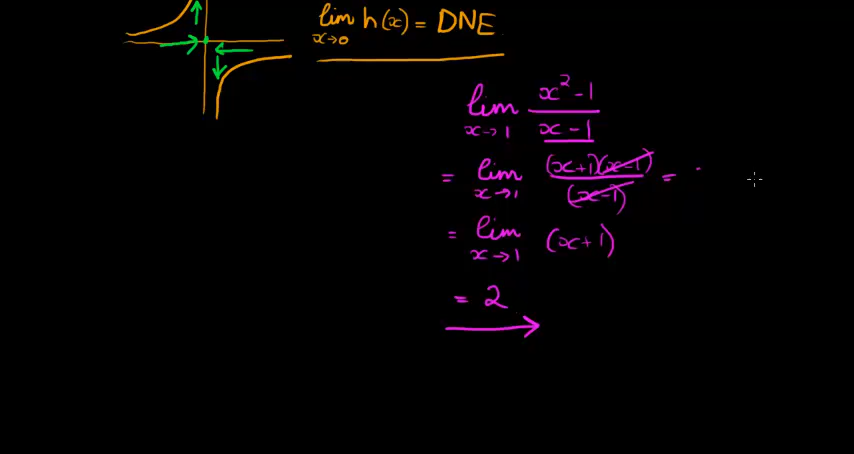 lim x→0 h(x) = DNE
lim x→1 x² - 1 / x - 1
= lim x→1 (x+1)(x-1) / (x-1) =
= lim x→1 (x+1)
= 2